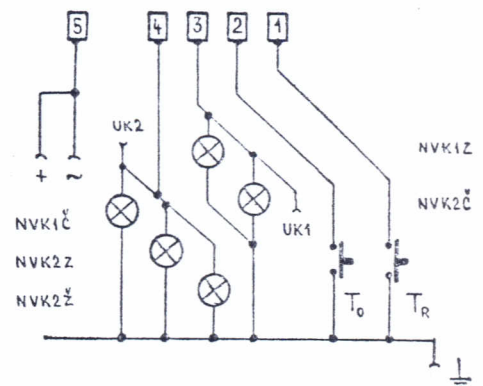 5 4 3 2 1
UK2
+ ~
NVK1Z
NVK2Č
UK1
NVK1Č
NVK2Z
NVK2Ž
T0 TR